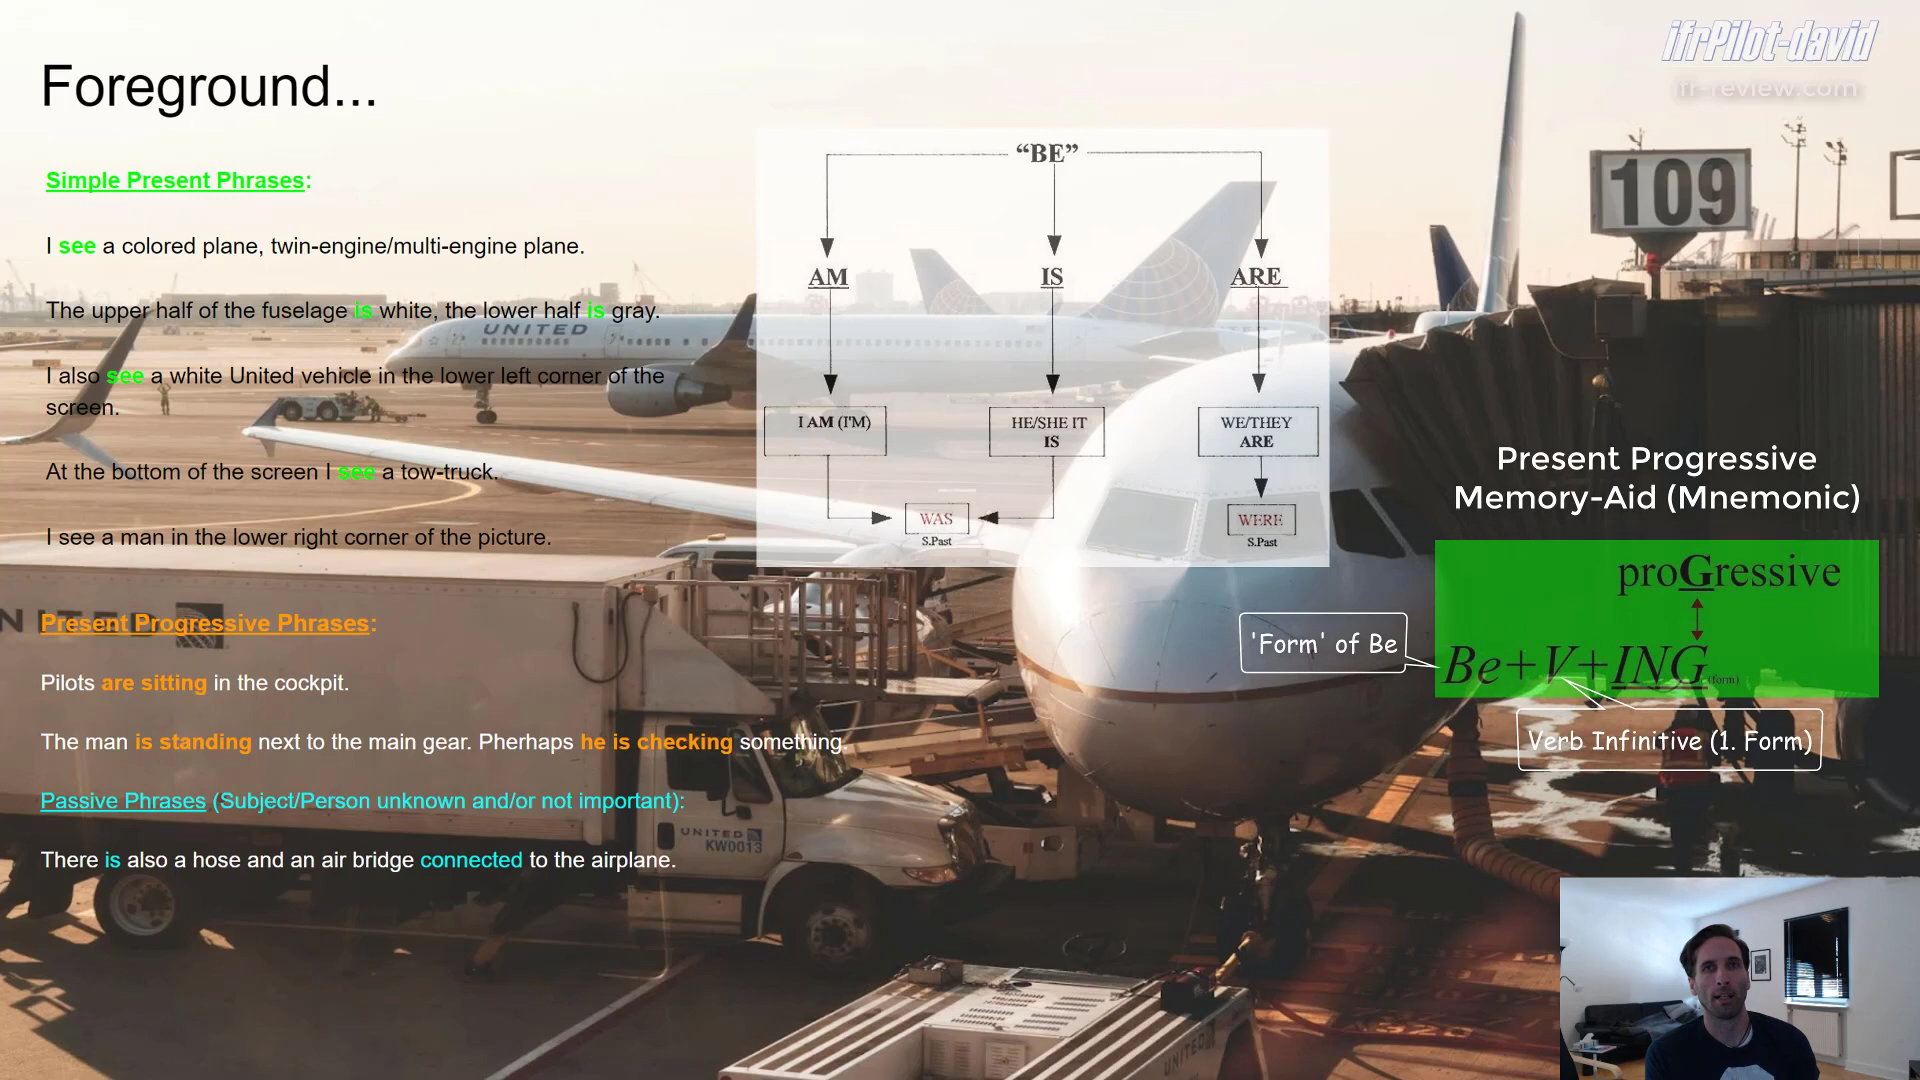 ifrPilot-david
ifr-review.com
Foreground...
Simple Present Phrases:
I see a colored plane, twin-engine/multi-engine plane.
The upper half of the fuselage is white, the lower half is gray.
I also see a white United vehicle in the lower left corner of the
screen.
At the bottom of the screen I see a tow-truck.
I see a man in the lower right corner of the picture.
Present Progressive Phrases:
Pilots are sitting in the cockpit.
The man is standing next to the main gear. Pherhaps he is checking something.
Passive Phrases (Subject/Person unknown and/or not important):
There is also a hose and an air bridge connected to the airplane.
“BE”
AM IS ARE
I AM (I'M)
HE/SHE IT
IS
WE/THEY
ARE
WAS
S.Past
WERE
S.Past
109
UNITED
Present Progressive
Memory-Aid (Mnemonic)
proGressive
'Form' of Be
Be+V+ING (form)
Verb Infinitive (1. Form)
UNITED
KW0013
UNITED